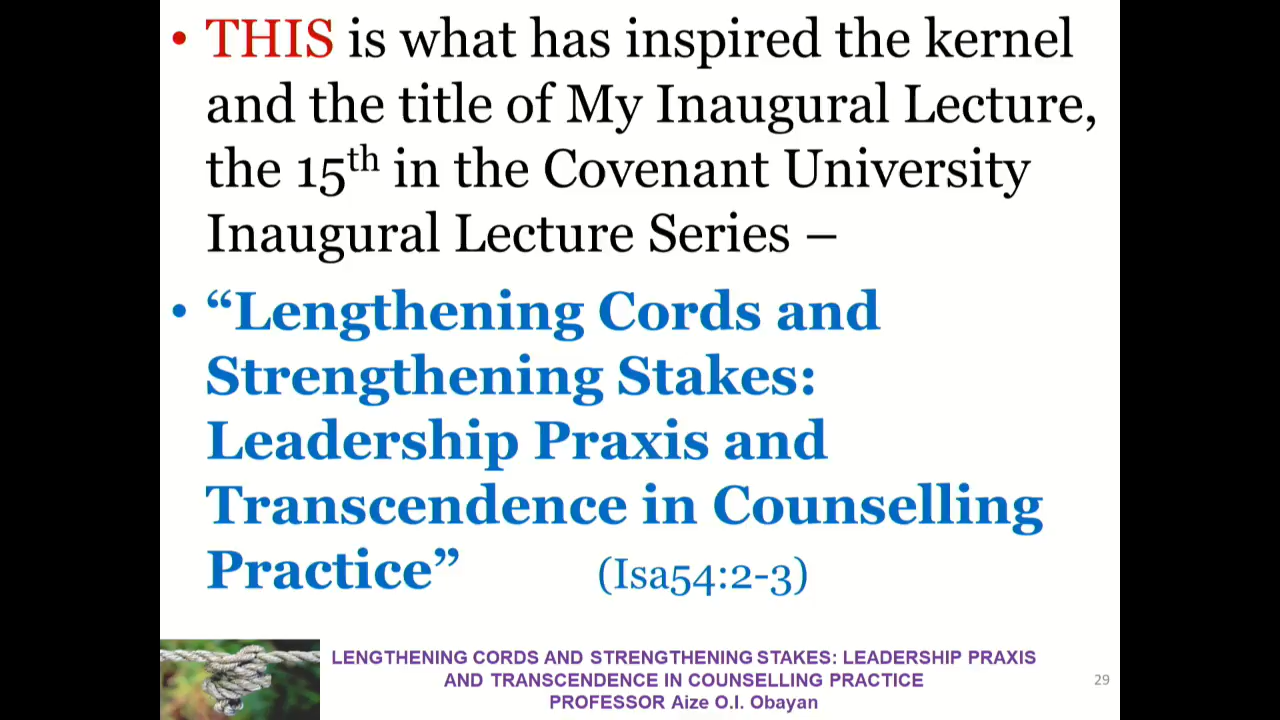 • THIS is what has inspired the kernel
and the title of My Inaugural Lecture,
the 15th in the Covenant University
Inaugural Lecture Series –
• “Lengthening Cords and
Strengthening Stakes:
Leadership Praxis and
Transcendence in Counselling
Practice” (Isa54:2-3)
LENGTHENING CORDS AND STRENGTHENING STAKES: LEADERSHIP PRAXIS
AND TRANSCENDENCE IN COUNSELLING PRACTICE
PROFESSOR Aize O.I. Obayan
29